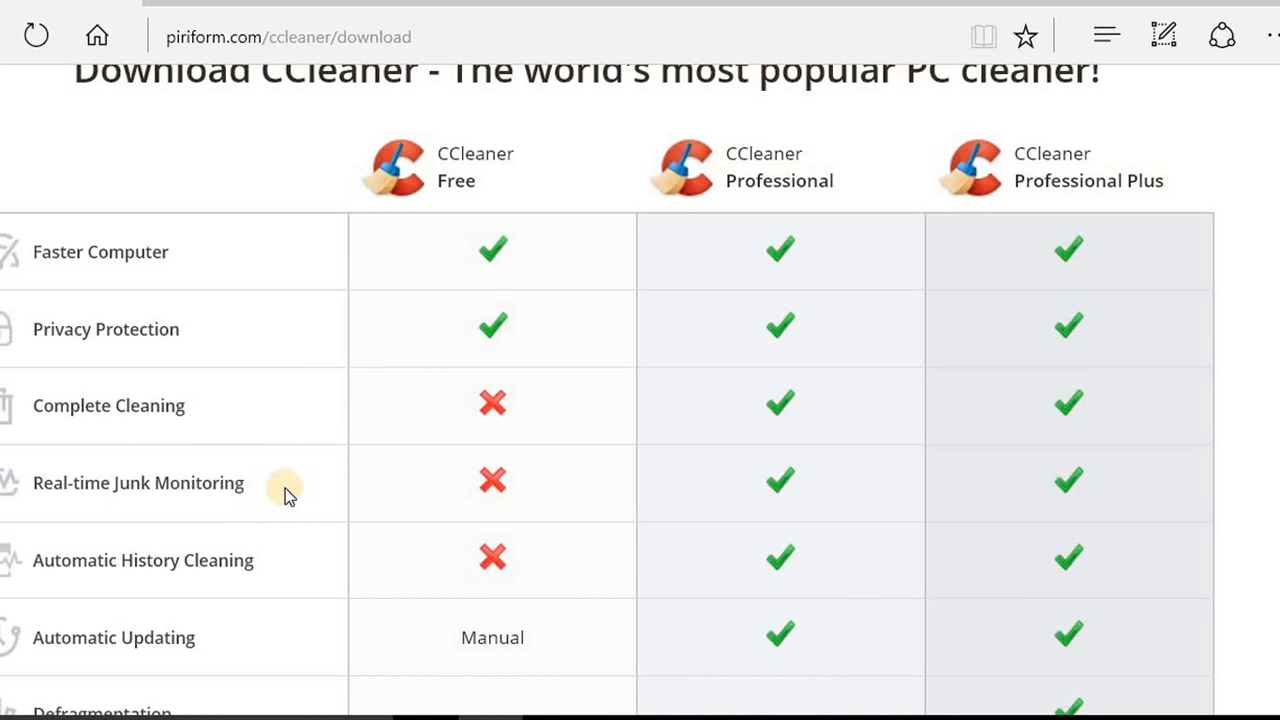 piriform.com/ccleaner/download
Download CCleaner - The world's most popular PC cleaner!
CCleaner
Free
CCleaner
Professional
CCleaner
Professional Plus
Faster Computer
Privacy Protection
Complete Cleaning
Real-time Junk Monitoring
Automatic History Cleaning
Automatic Updating
Manual
Defragmentation